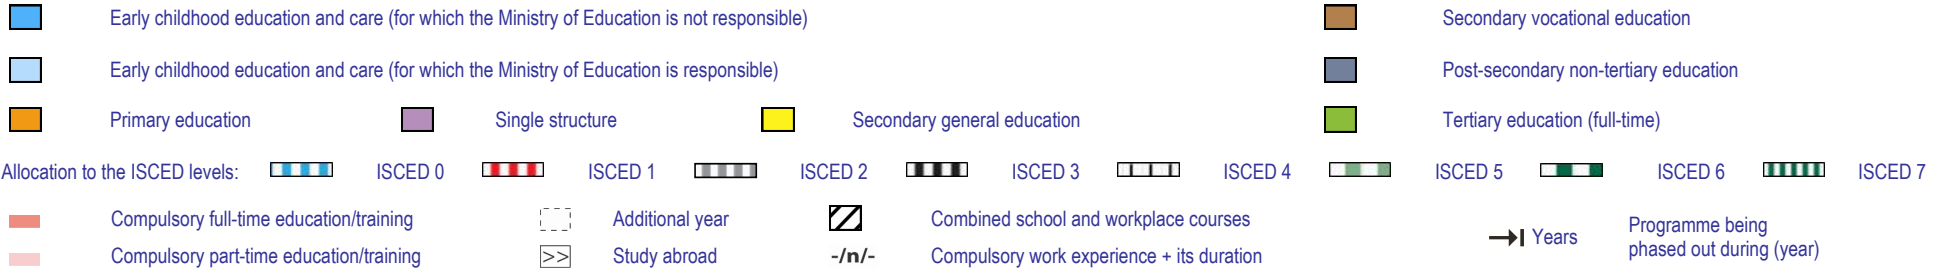 Early childhood education and care (for which the Ministry of Education is not responsible)
Secondary vocational education
Early childhood education and care (for which the Ministry of Education is responsible)
Post-secondary non-tertiary education
Primary education
Single structure
Secondary general education
Tertiary education (full-time)
Allocation to the ISCED levels:
ISCED 0
ISCED 1
ISCED 2
ISCED 3
ISCED 4
ISCED 5
ISCED 6
ISCED 7
Compulsory full-time education/training
Additional year
Combined school and workplace courses
Years
Programme being
phased out during (year)
Compulsory part-time education/training
>>
Study abroad
-/n/-
Compulsory work experience + its duration